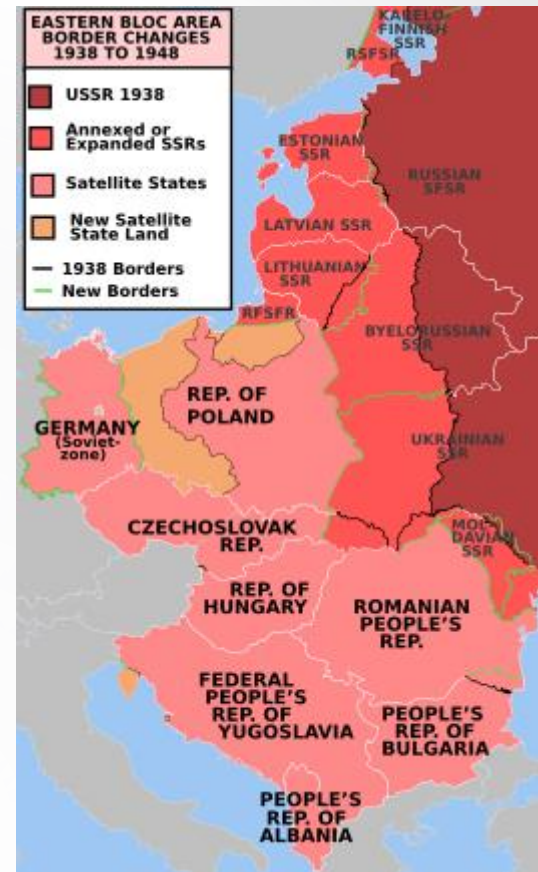 EASTERN BLOC AREA
BORDER CHANGES
1938 TO 1948
USSR 1938
Annexed or
Expanded SSRs
Satellite States
New Satellite
State Land
1938 Borders
New Borders
KARELO-
FINNISH
SSR
RSFSR
ESTONIAN
SSR
RUSSIAN
SFSR
LATVIAN SSR
LITHUANIAN
SSR
RFSFR
BYELORUSSIAN
SSR
REP. OF
POLAND
GERMANY
(Soviet-
zone)
UKRAINIAN
SSR
CZECHOSLOVAK
REP.
MOL-
DAVIAN
SSR
REP. OF
HUNGARY
ROMANIAN
PEOPLE'S
REP.
FEDERAL
PEOPLE'S
REP. OF
YUGOSLAVIA
PEOPLE'S
REP. OF
BULGARIA
PEOPLE'S
REP. OF
ALBANIA